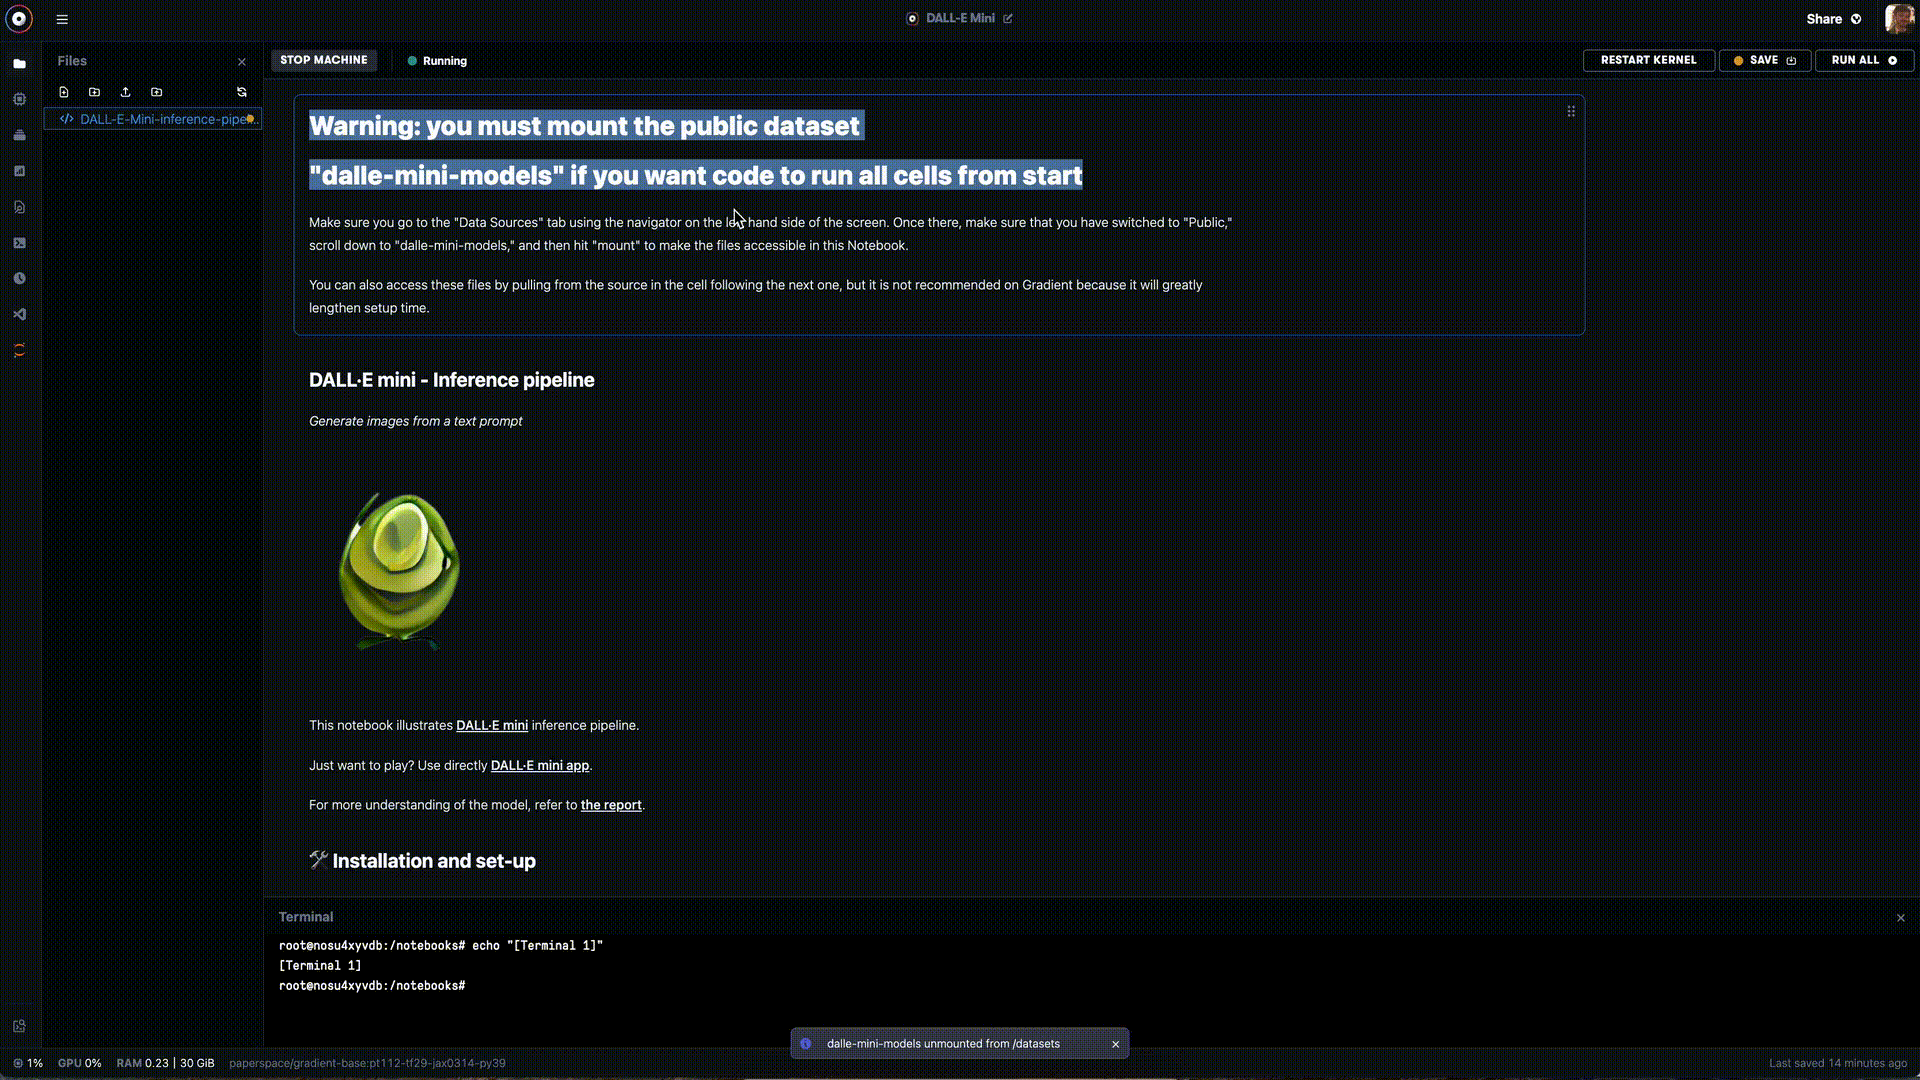 DALL-E Mini
Share
Files
STOP MACHINE
Running
RESTART KERNEL
SAVE
RUN ALL
DALL-E-Mini-inference-pipe...
Warning: you must mount the public dataset
"dalle-mini-models" if you want code to run all cells from start
Make sure you go to the "Data Sources" tab using the navigator on the left hand side of the screen. Once there, make sure that you have switched to "Public,"
scroll down to "dalle-mini-models," and then hit "mount" to make the files accessible in this Notebook.
You can also access these files by pulling from the source in the cell following the next one, but it is not recommended on Gradient because it will greatly
lengthen setup time.
DALL·E mini - Inference pipeline
Generate images from a text prompt
This notebook illustrates DALL·E mini inference pipeline.
Just want to play? Use directly DALL·E mini app.
For more understanding of the model, refer to the report.
🛠️ Installation and set-up
Terminal
root@nosu4xyvdb:/notebooks# echo "[Terminal 1]"
[Terminal 1]
root@nosu4xyvdb:/notebooks#
dalle-mini-models unmounted from /datasets
1% GPU 0% RAM 0.23 | 30 GiB paperspace/gradient-base:pt112-tf29-jax0314-py39
Last saved 14 minutes ago